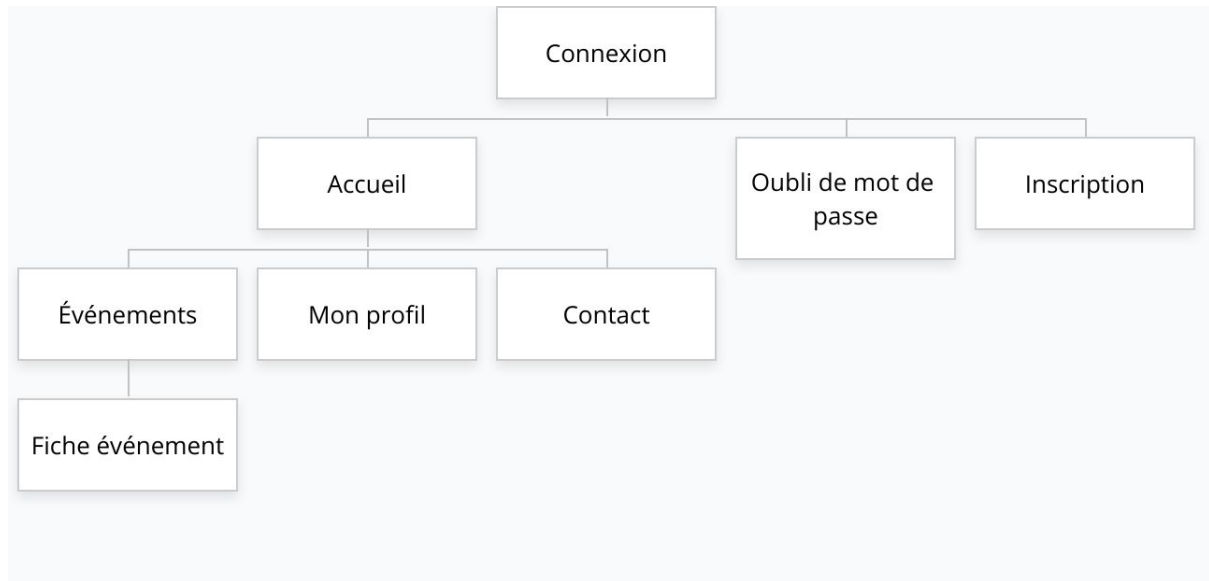 Connexion
Accueil
Oubli de mot de
passe
Inscription
Événements
Mon profil
Contact
Fiche événement